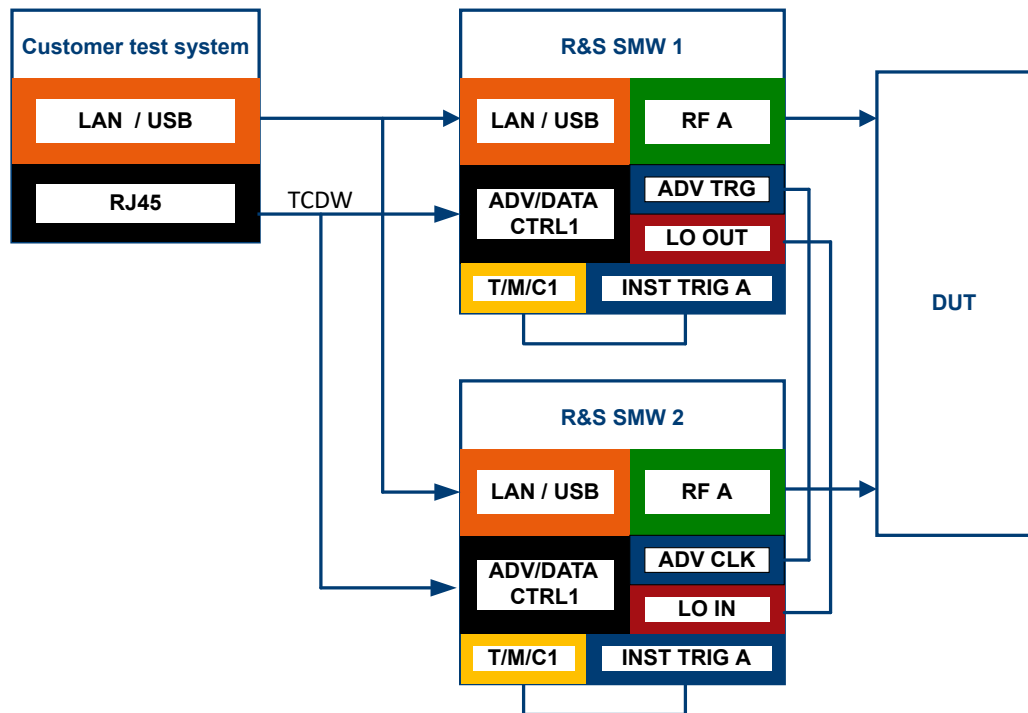 Customer test system
LAN / USB
RJ45
TCDW
R&S SMW 1
LAN / USB
RF A
ADV/DATA
CTRL1
ADV TRG
LO OUT
T/M/C1
INST TRIG A
R&S SMW 2
LAN / USB
RF A
ADV/DATA
CTRL1
ADV CLK
LO IN
T/M/C1
INST TRIG A
DUT